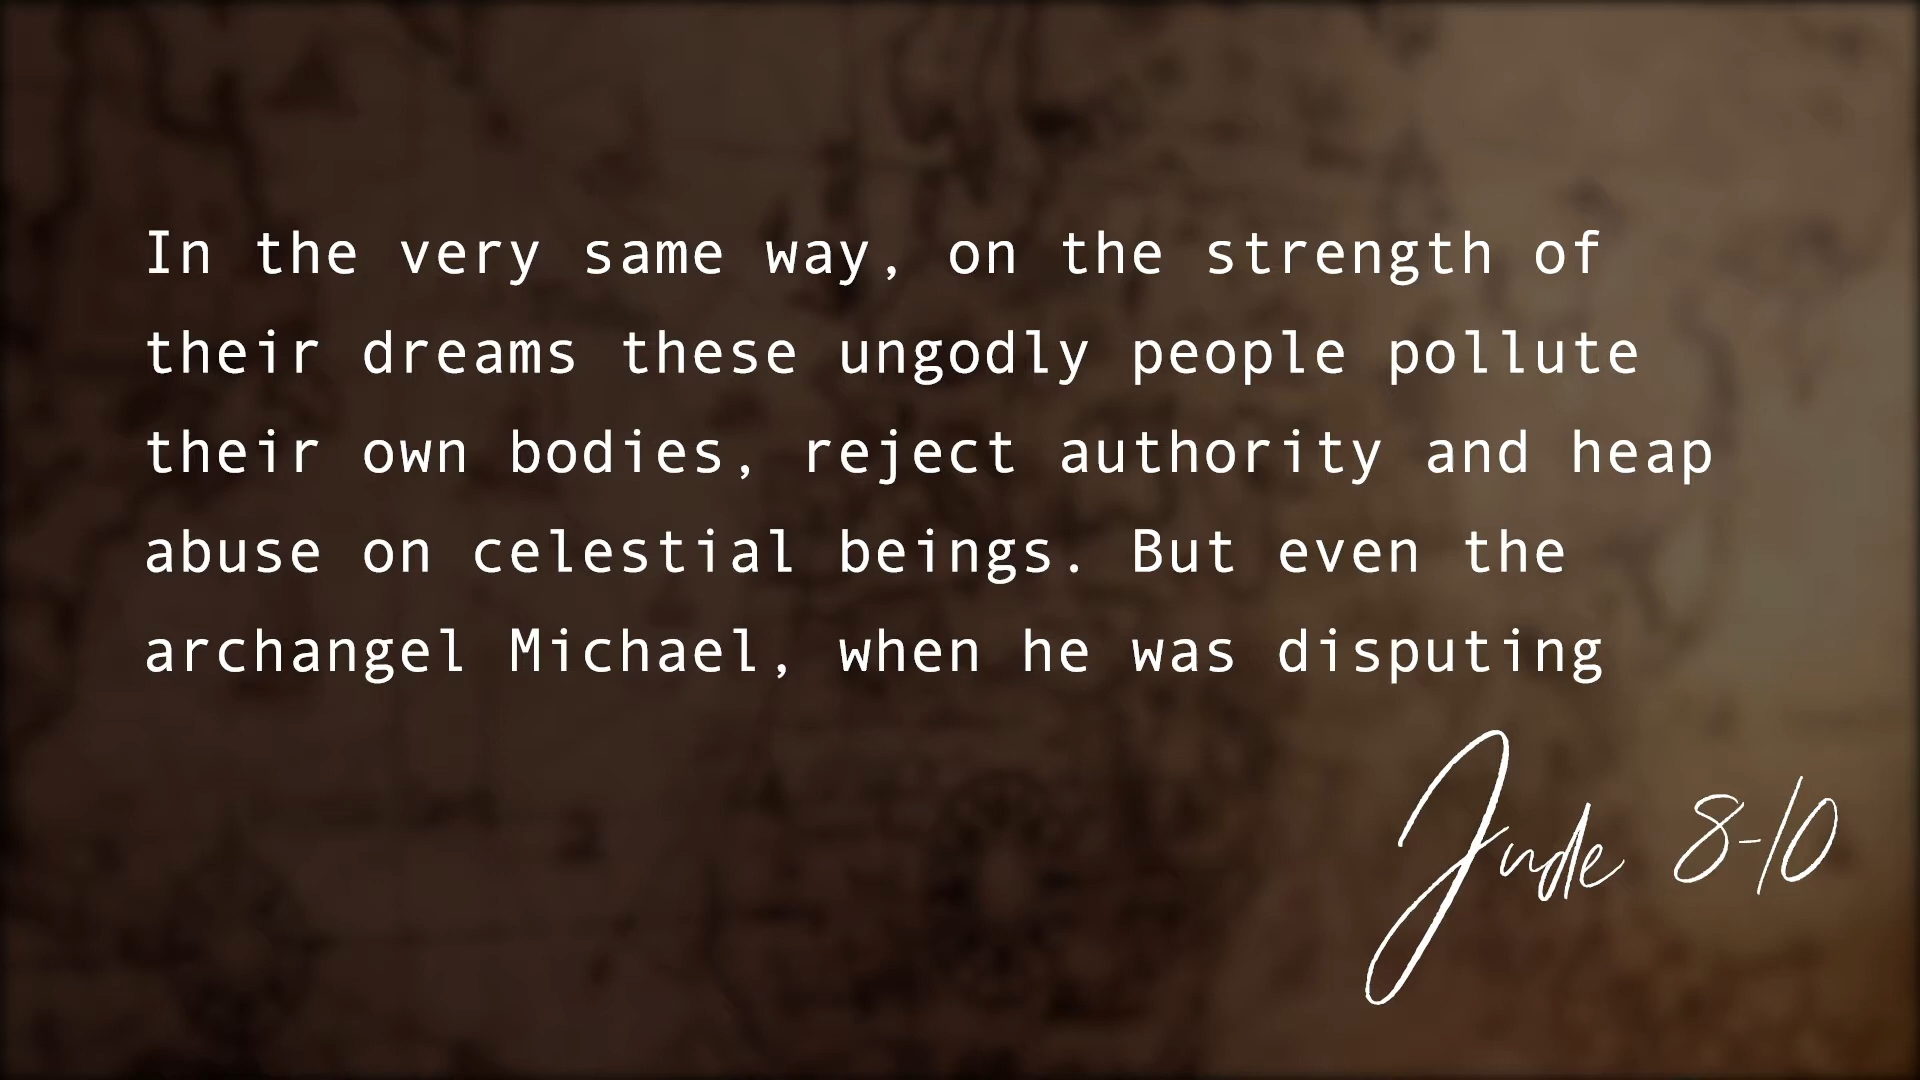 In the very same way, on the strength of
their dreams these ungodly people pollute
their own bodies, reject authority and heap
abuse on celestial beings. But even the
archangel Michael, when he was disputing
Jude 8-10